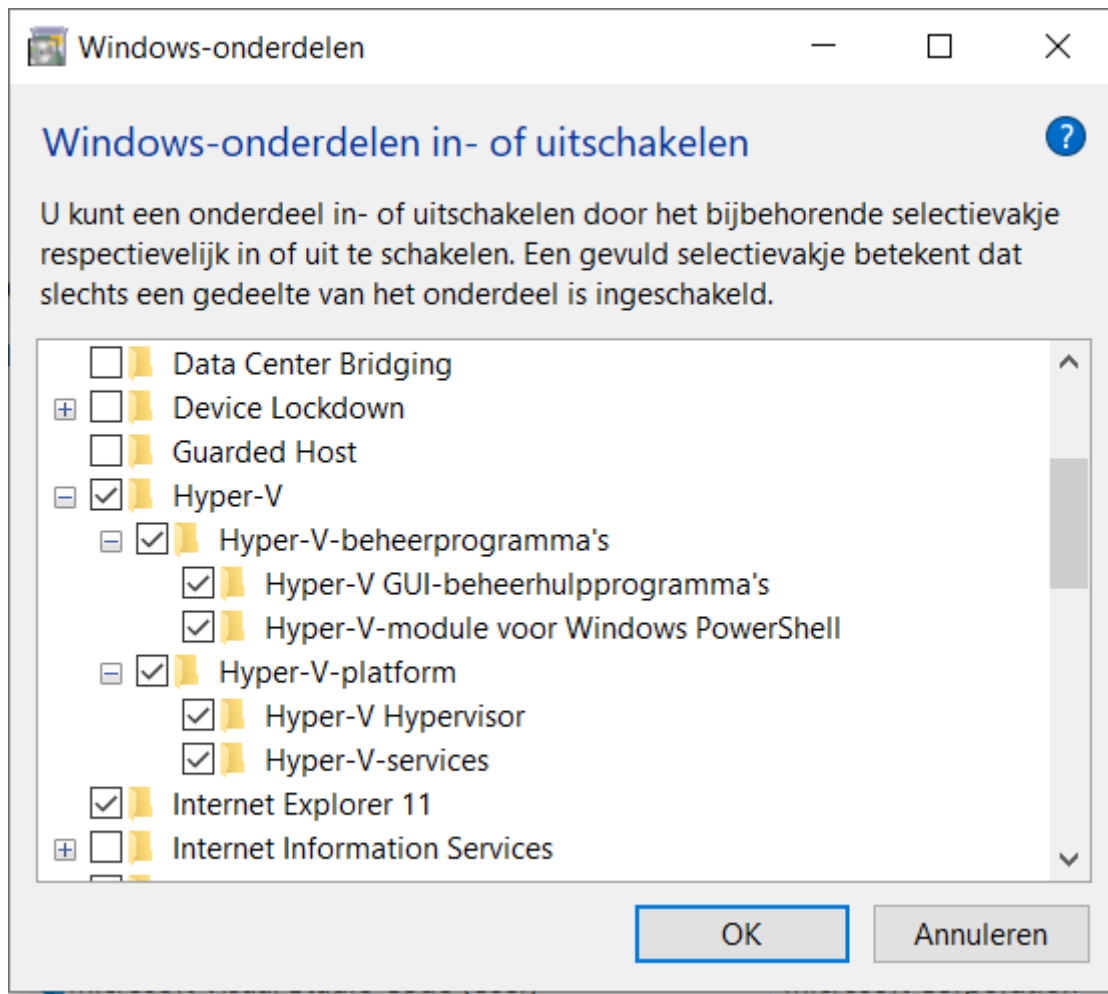 Windows-onderdelen
Windows-onderdelen in- of uitschakelen
?
U kunt een onderdeel in- of uitschakelen door het bijbehorende selectievakje
respectievelijk in of uit te schakelen. Een gevuld selectievakje betekent dat
slechts een gedeelte van het onderdeel is ingeschakeld.
Data Center Bridging
Device Lockdown
Guarded Host
Hyper-V
Hyper-V-beheerprogramma's
Hyper-V GUI-beheerhulpprogramma's
Hyper-V-module voor Windows PowerShell
Hyper-V-platform
Hyper-V Hypervisor
Hyper-V-services
Internet Explorer 11
Internet Information Services
OK
Annuleren